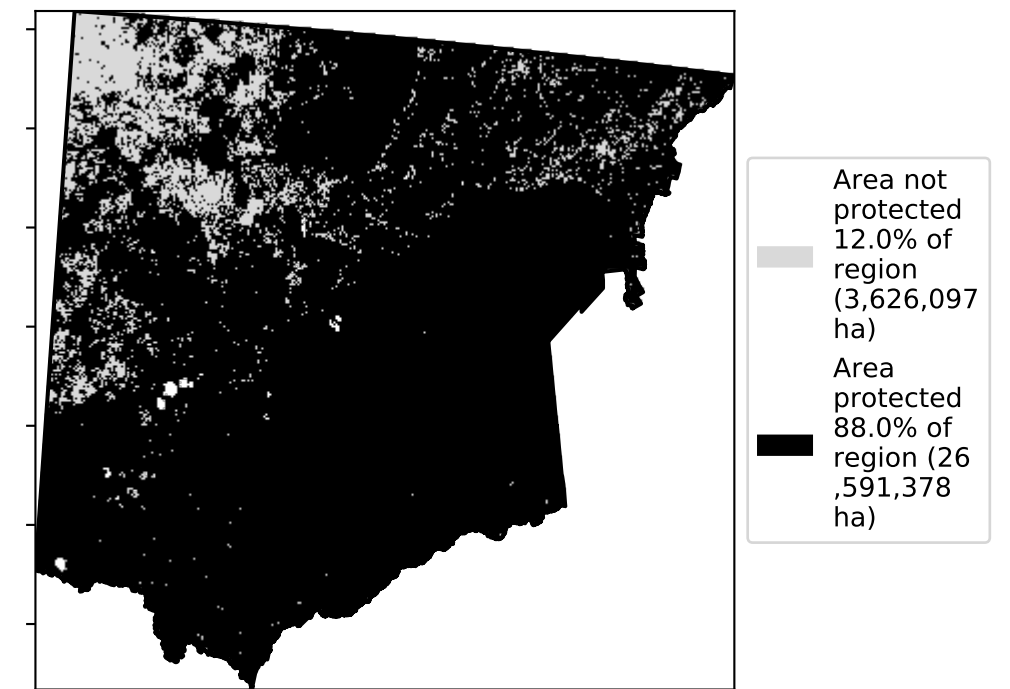 Area not
protected
12.0% of
region
(3,626,097
ha)
Area
protected
88.0% of
region (26
,591,378
ha)